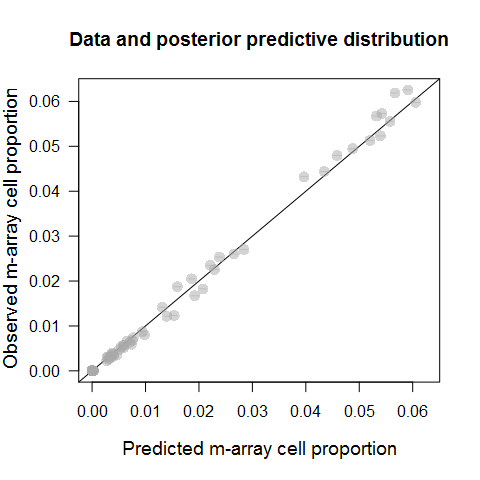 Data and posterior predictive distribution
Observed m-array cell proportion
0.06
0.05
0.04
0.03
0.02
0.01
0.00
0.00 0.01 0.02 0.03 0.04 0.05 0.06
Predicted m-array cell proportion